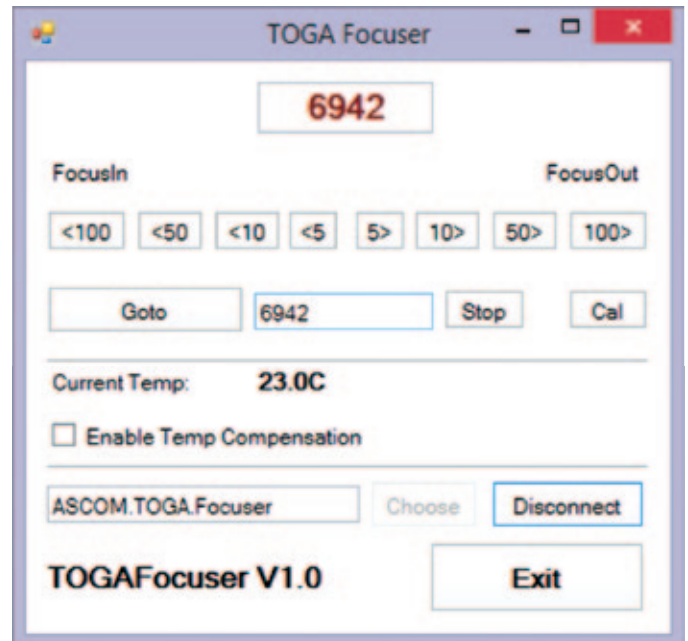 TOGA Focuser
6942
FocusIn FocusOut
<100 <50 <10 <5 5> 10> 50> 100>
Goto 6942 Stop Cal
Current Temp: 23.0C
Enable Temp Compensation
ASCOM.TOGA.Focuser Choose Disconnect
TOGAFocuser V1.0 Exit